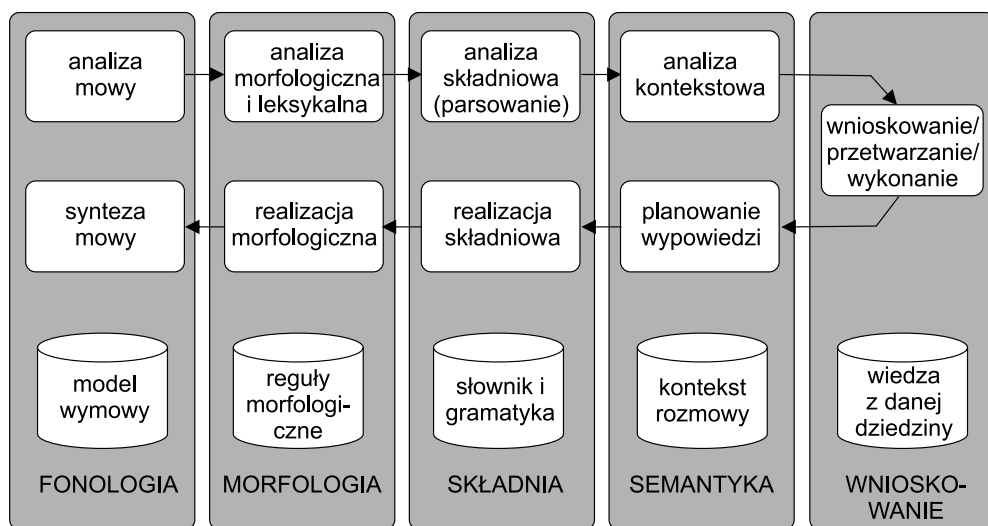 analiza
mowy
analiza
morfologiczna
i leksykalna
analiza
składniowa
(parsowanie)
analiza
kontekstowa
wnioskowanie/
przetwarzanie/
wykonanie
synteza
mowy
realizacja
morfologiczna
realizacja
składniowa
planowanie
wypowiedzi
model
wymowy
reguły
morfologi-
czne
słownik i
gramatyka
kontekst
rozmowy
wiedza
z danej
dziedziny
FONOLOGIA
MORFOLOGIA
SKŁADNIA
SEMANTYKA
WNIOSKO-
WANIE